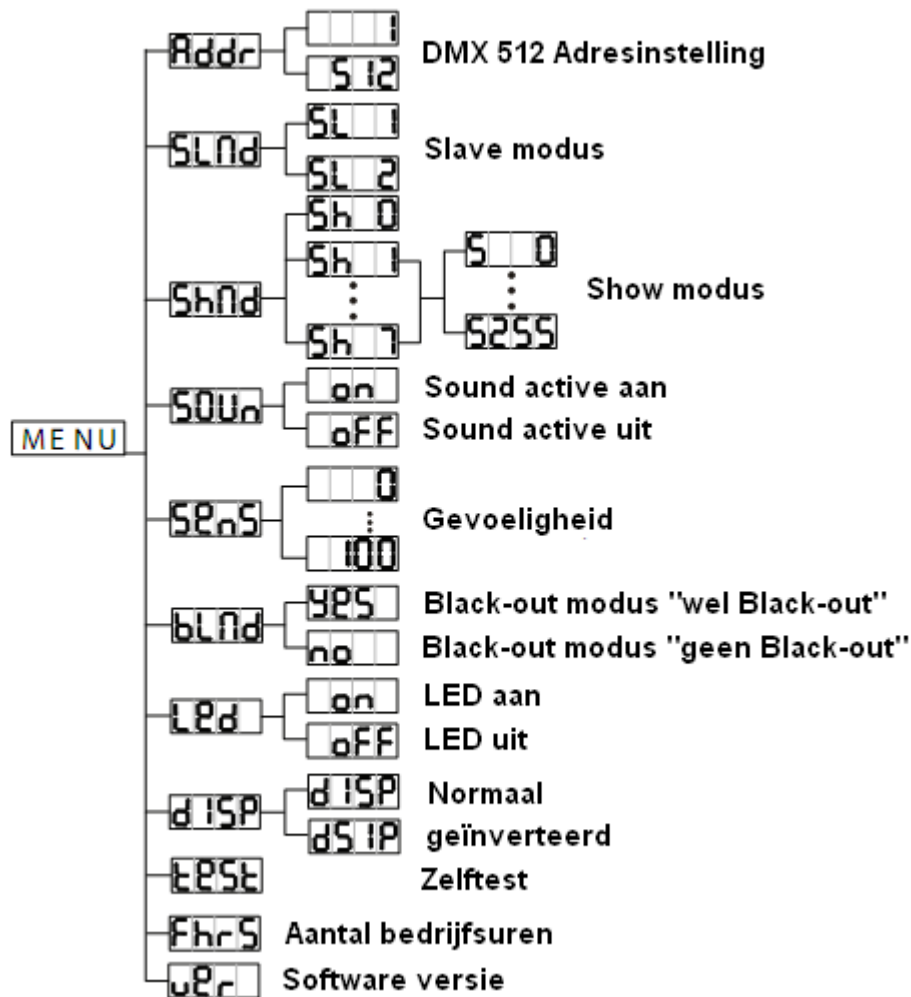 Addr
1
512
DMX 512 Adresinstelling
SLMd
SL 1
SL 2
Slave modus
ShMd
Sh 0
Sh 1
Sh 7
S 0
S255
Show modus
SOUn
on
Sound active aan
oFF
Sound active uit
MENU
SenS
0
100
Gevoeligheid
bLMd
yes
Black-out modus "wel Black-out"
no
Black-out modus "geen Black-out"
Led
on
LED aan
oFF
LED uit
dISP
dISP
Normaal
dSIP
geïnverteerd
test
Zelftest
FhrS
Aantal bedrijfsuren
ver
Software versie